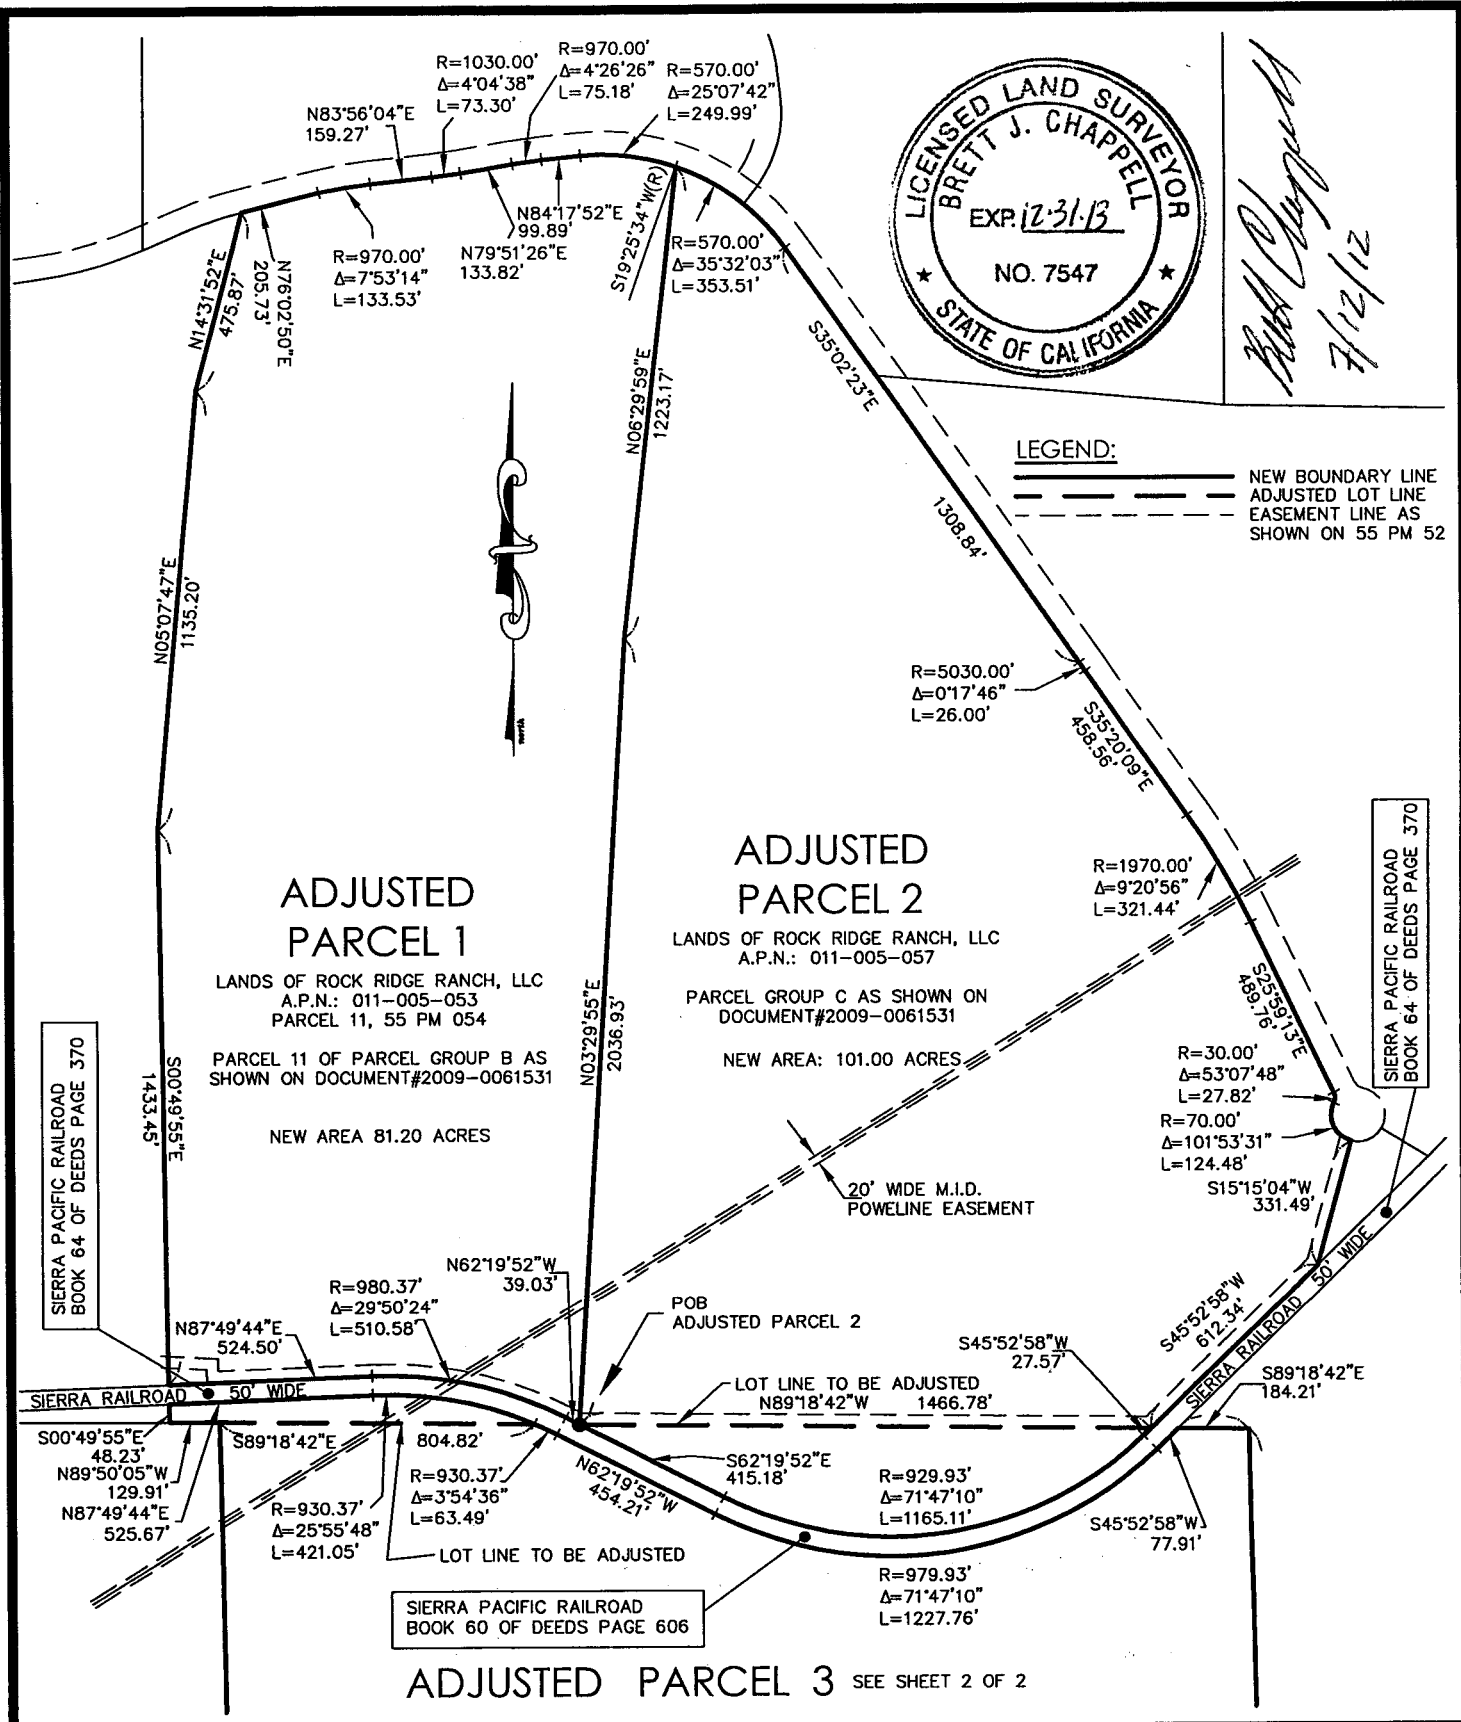 R=1030.00'
Δ=4°04'38"
L=73.30'
R=970.00'
Δ=4°26'26"
L=75.18'
R=570.00'
Δ=25°07'42"
L=249.99'
N83°56'04"E
159.27'
N84°17'52"E
99.89'
N79°51'26"E
133.82'
R=970.00'
Δ=7°53'14"
L=133.53'
N76°02'50"E
205.73'
N14°31'52"E
475.87'
S19°25'34"W(R)
R=570.00'
Δ=35°32'03"
L=353.51'
LICENSED LAND SURVEYOR
BRETT J. CHAPPELL
EXP. 12-31-13
NO. 7547
STATE OF CALIFORNIA
7/12/12
S35°02'23"E
1308.84'
N06°29'59"E
1223.17'
LEGEND:
NEW BOUNDARY LINE
ADJUSTED LOT LINE
EASEMENT LINE AS
SHOWN ON 55 PM 52
N05°07'47"E
1135.20'
north
R=5030.00'
Δ=0°17'46"
L=26.00'
S35°20'09"E
458.56'
ADJUSTED
PARCEL 1
LANDS OF ROCK RIDGE RANCH, LLC
A.P.N.: 011-005-053
PARCEL 11, 55 PM 054
PARCEL 11 OF PARCEL GROUP B AS
SHOWN ON DOCUMENT#2009-0061531
NEW AREA 81.20 ACRES
ADJUSTED
PARCEL 2
LANDS OF ROCK RIDGE RANCH, LLC
A.P.N.: 011-005-057
PARCEL GROUP C AS SHOWN ON
DOCUMENT#2009-0061531
NEW AREA: 101.00 ACRES
R=1970.00'
Δ=9°20'56"
L=321.44'
SIERRA PACIFIC RAILROAD
BOOK 64 OF DEEDS PAGE 370
S25°59'13"E
489.76'
N03°29'55"E
2036.93'
SIERRA PACIFIC RAILROAD
BOOK 64 OF DEEDS PAGE 370
S00°49'55"E
1433.45'
R=30.00'
Δ=53°07'48"
L=27.82'
R=70.00'
Δ=101°53'31"
L=124.48'
S15°15'04"W
331.49'
20' WIDE M.I.D.
POWELINE EASEMENT
N62°19'52"W
39.03'
R=980.37'
Δ=29°50'24"
L=510.58'
N87°49'44"E
524.50'
POB
ADJUSTED PARCEL 2
S45°52'58"W
27.57'
S45°52'58"W
612.34'
SIERRA RAILROAD 50' WIDE
S89°18'42"E
184.21'
LOT LINE TO BE ADJUSTED
N89°18'42"W 1466.78'
SIERRA RAILROAD 50' WIDE
S00°49'55"E
48.23'
S89°18'42"E 804.82'
N89°50'05"W
129.91'
N87°49'44"E
525.67'
R=930.37'
Δ=25°55'48"
L=421.05'
R=930.37'
Δ=3°54'36"
L=63.49'
N62°19'52"W
454.21'
S62°19'52"E
415.18'
R=929.93'
Δ=71°47'10"
L=1165.11'
S45°52'58"W
77.91'
LOT LINE TO BE ADJUSTED
R=979.93'
Δ=71°47'10"
L=1227.76'
SIERRA PACIFIC RAILROAD
BOOK 60 OF DEEDS PAGE 606
ADJUSTED PARCEL 3 SEE SHEET 2 OF 2